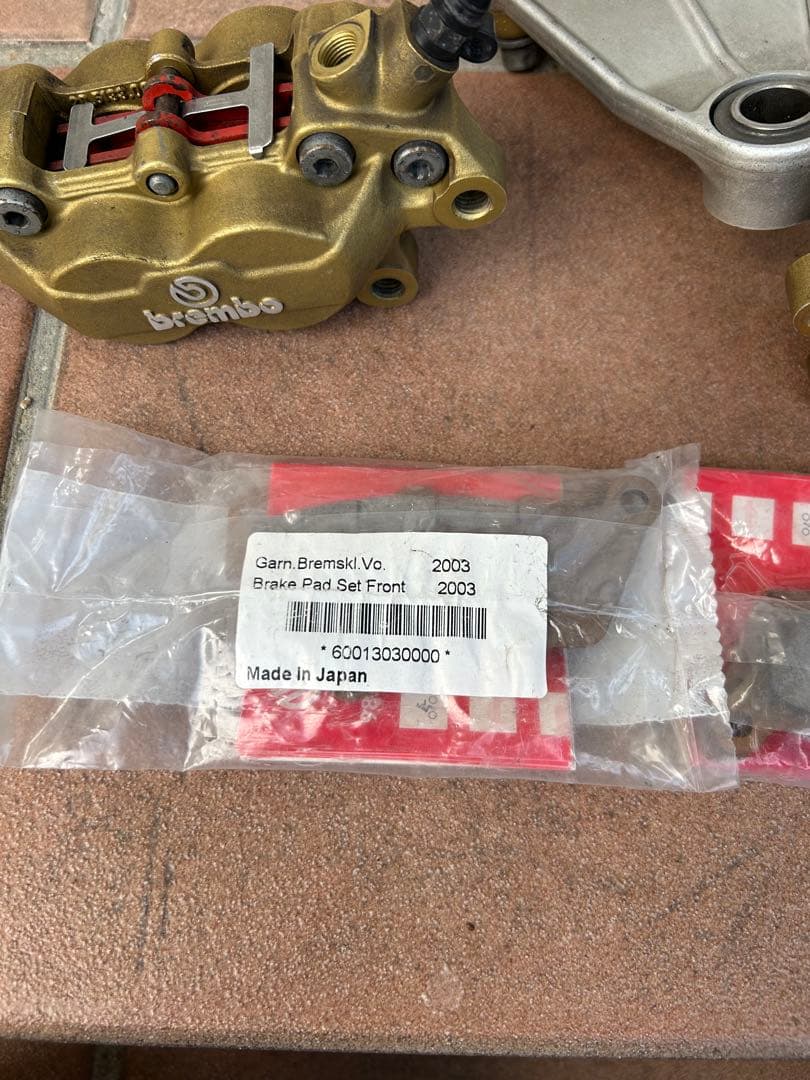 brembo
Garn.Bremskl.Vo. 2003
Brake Pad Set Front 2003
* 60013030000 *
Made in Japan